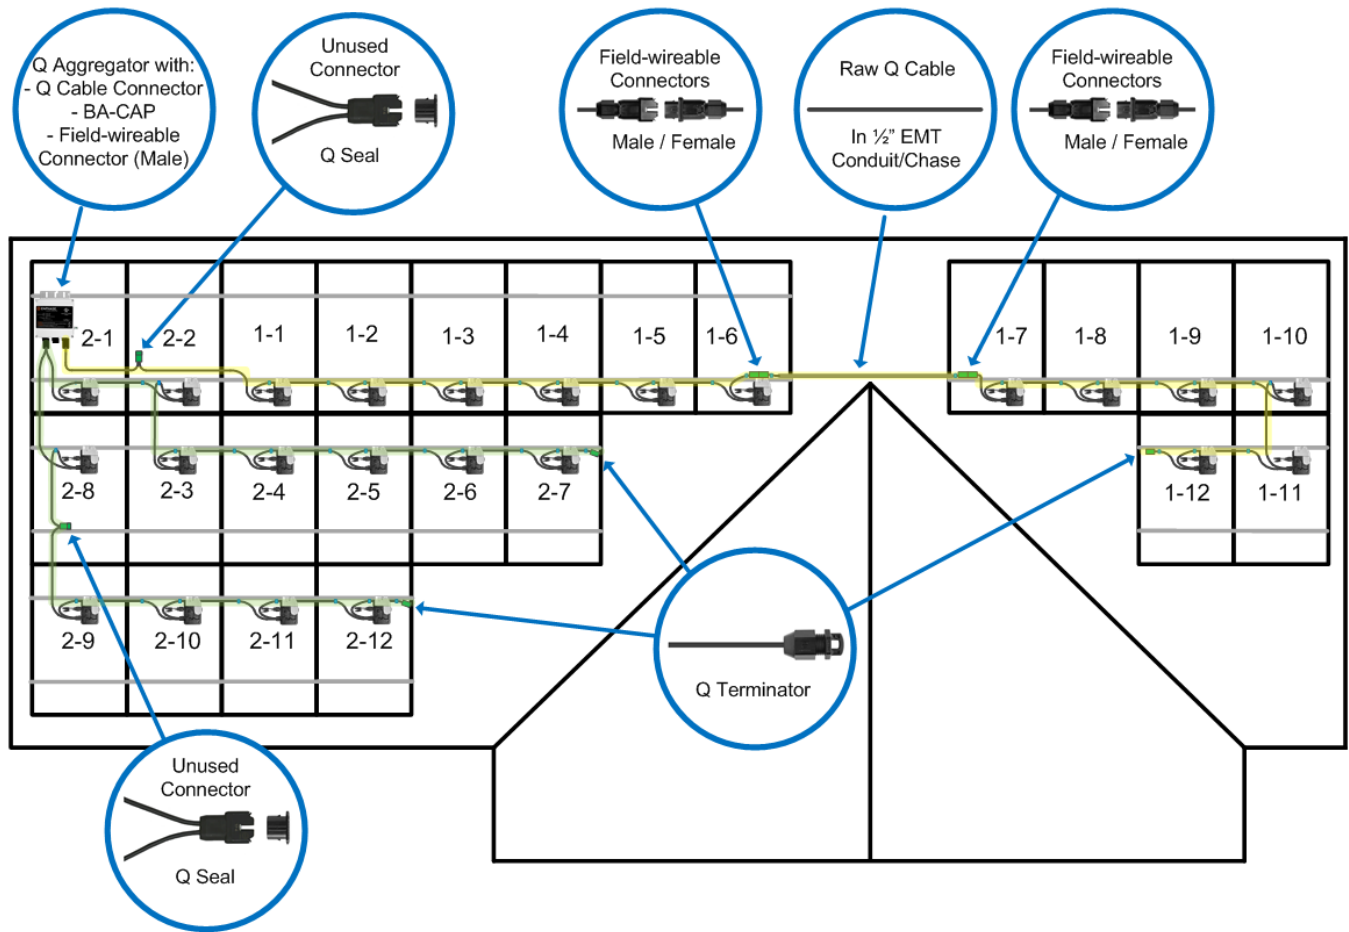 Q Aggregator with:
- Q Cable Connector
- BA-CAP
- Field-wireable
Connector (Male)
Unused
Connector
Q Seal
Field-wireable
Connectors
Male / Female
Raw Q Cable
In ½” EMT
Conduit/Chase
Field-wireable
Connectors
Male / Female
2-1
2-2
1-1
1-2
1-3
1-4
1-5
1-6
1-7
1-8
1-9
1-10
2-8
2-3
2-4
2-5
2-6
2-7
1-12
1-11
2-9
2-10
2-11
2-12
Q Terminator
Unused
Connector
Q Seal